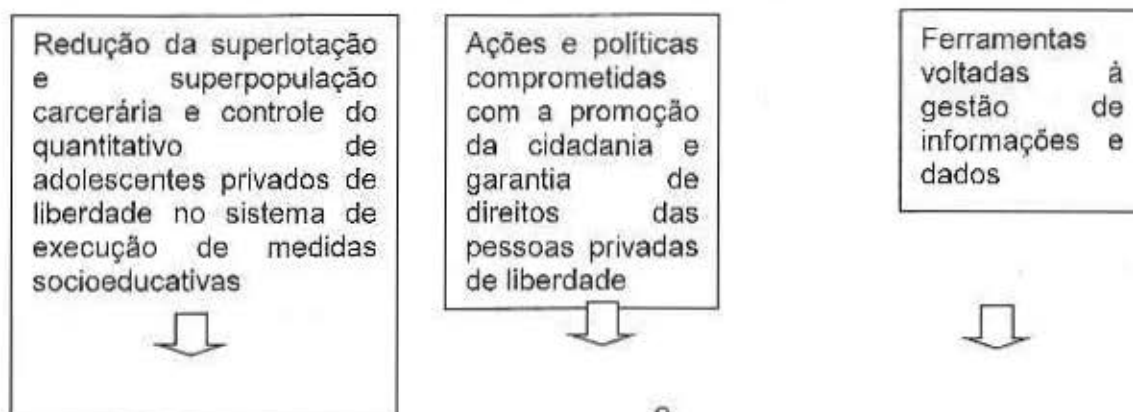 Redução da superlotação
e superpopulação
carcerária e controle do
quantitativo de
adolescentes privados de
liberdade no sistema de
execução de medidas
socioeducativas
Ações e políticas
comprometidas
com a promoção
da cidadania e
garantia de
direitos das
pessoas privadas
de liberdade
Ferramentas
voltadas à
gestão de
informações e
dados